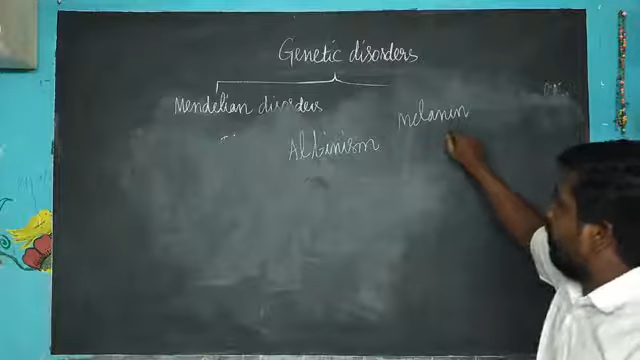 Genetic disorders
Mendelian disorders
Melanin
Albinism